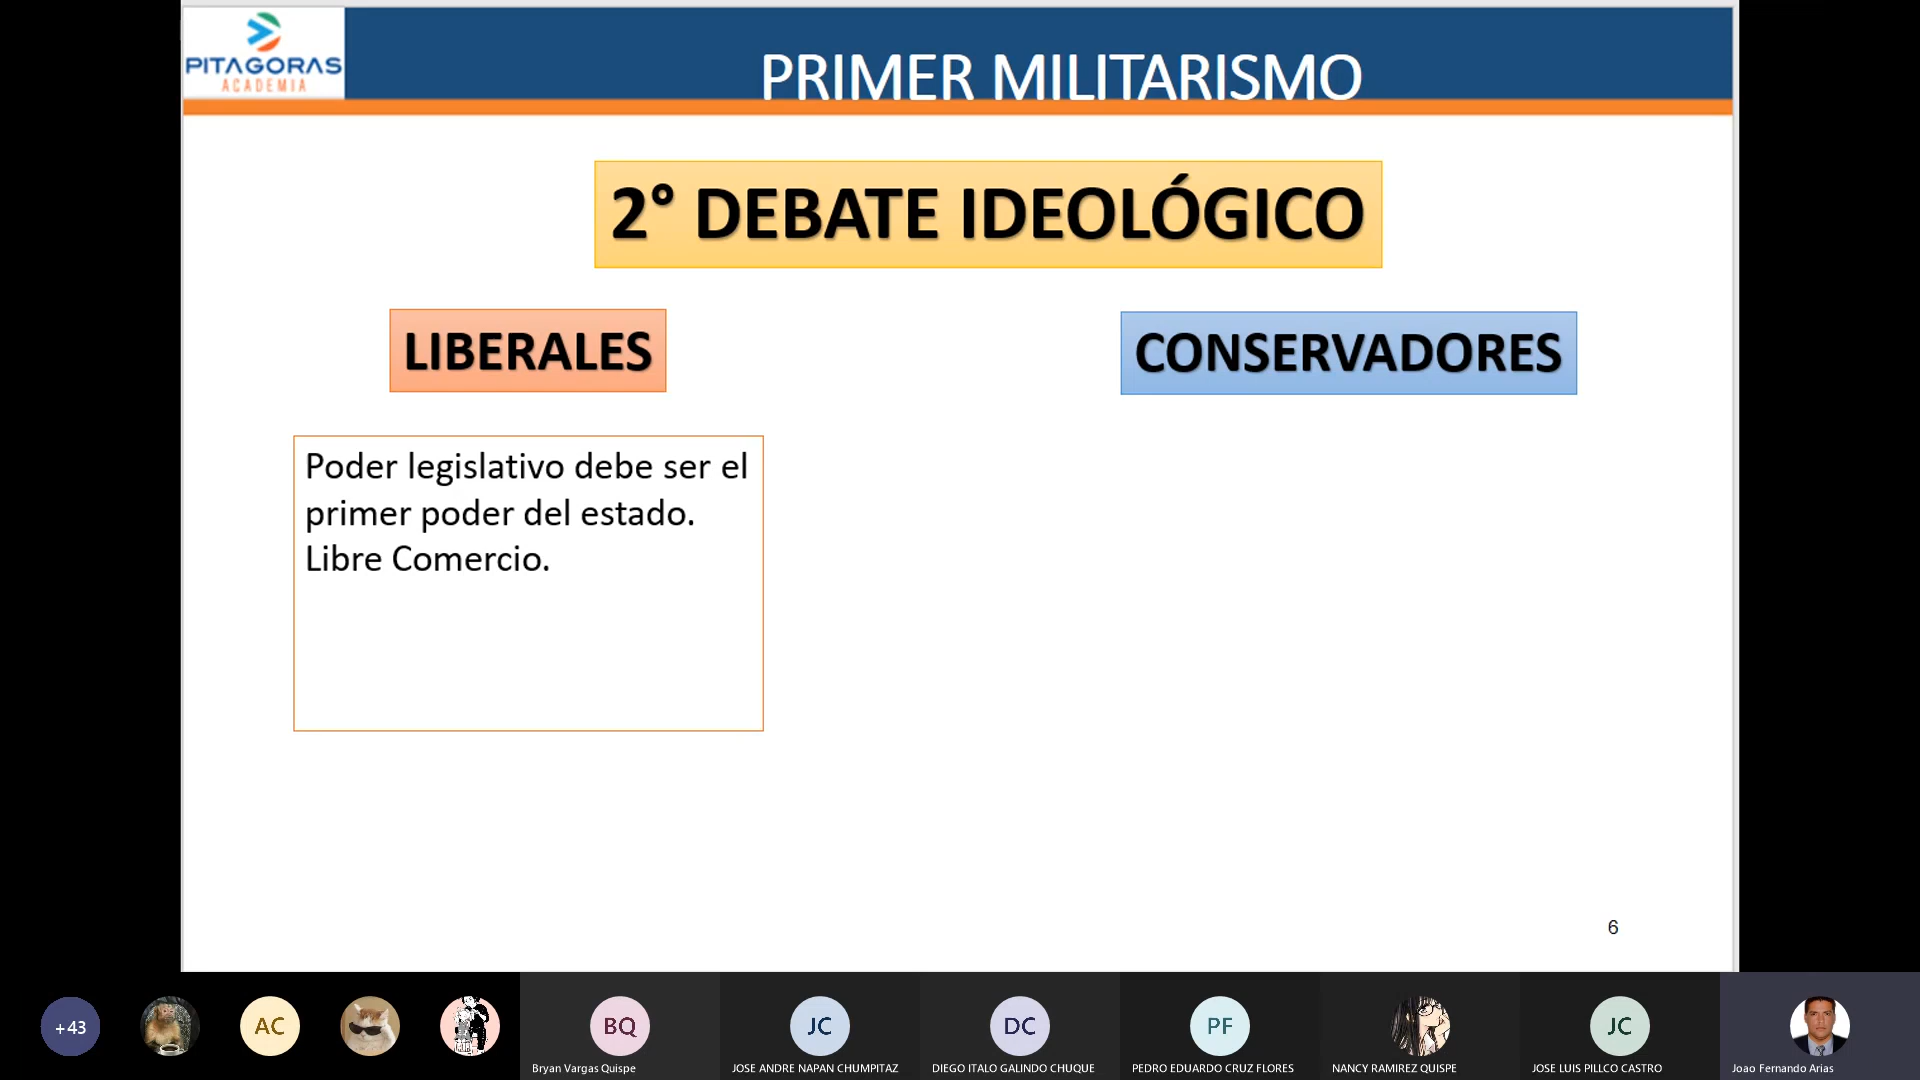 PITAGORAS
ACADEMIA
PRIMER MILITARISMO
2° DEBATE IDEOLÓGICO
LIBERALES
CONSERVADORES
Poder legislativo debe ser el
primer poder del estado.
Libre Comercio.
6
+43
AC
BQ
JC
DC
PF
JC
Bryan Vargas Quispe
JOSE ANDRE NAPAN CHUMPITAZ
DIEGO ITALO GALINDO CHUQUE
PEDRO EDUARDO CRUZ FLORES
NANCY RAMIREZ QUISPE
JOSE LUIS PILLCO CASTRO
Joao Fernando Arias